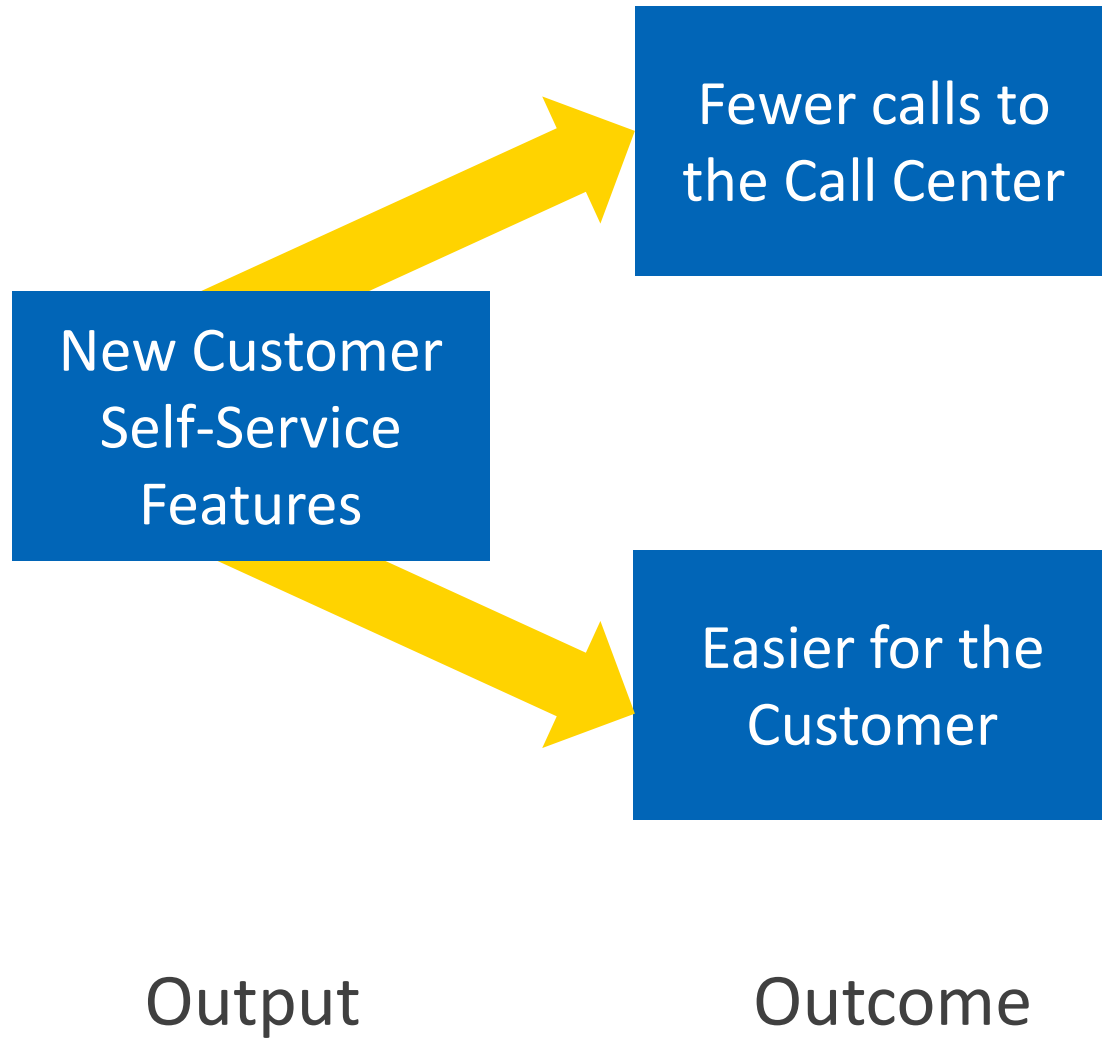 Fewer calls to
the Call Center
New Customer
Self-Service
Features
Easier for the
Customer
Output
Outcome